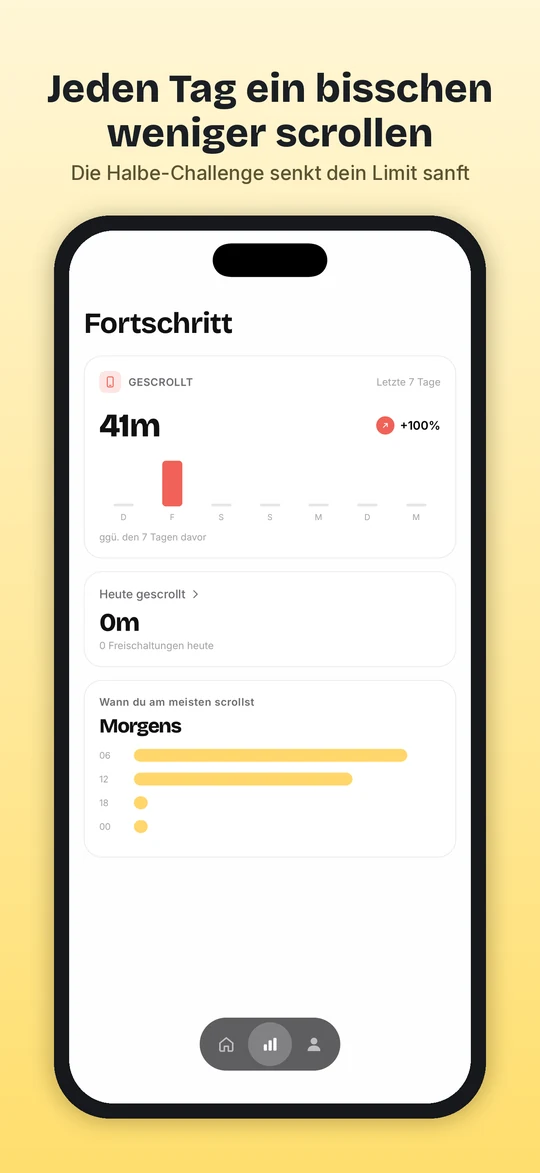 Jeden Tag ein bisschen
weniger scrollen
Die Halbe-Challenge senkt dein Limit sanft
Fortschritt
GESCROLLT
Letzte 7 Tage
41m
+100%
D F S S M D M
ggü. den 7 Tagen davor
Heute gescrollt
0m
0 Freischaltungen heute
Wann du am meisten scrollst
Morgens
06
12
18
00